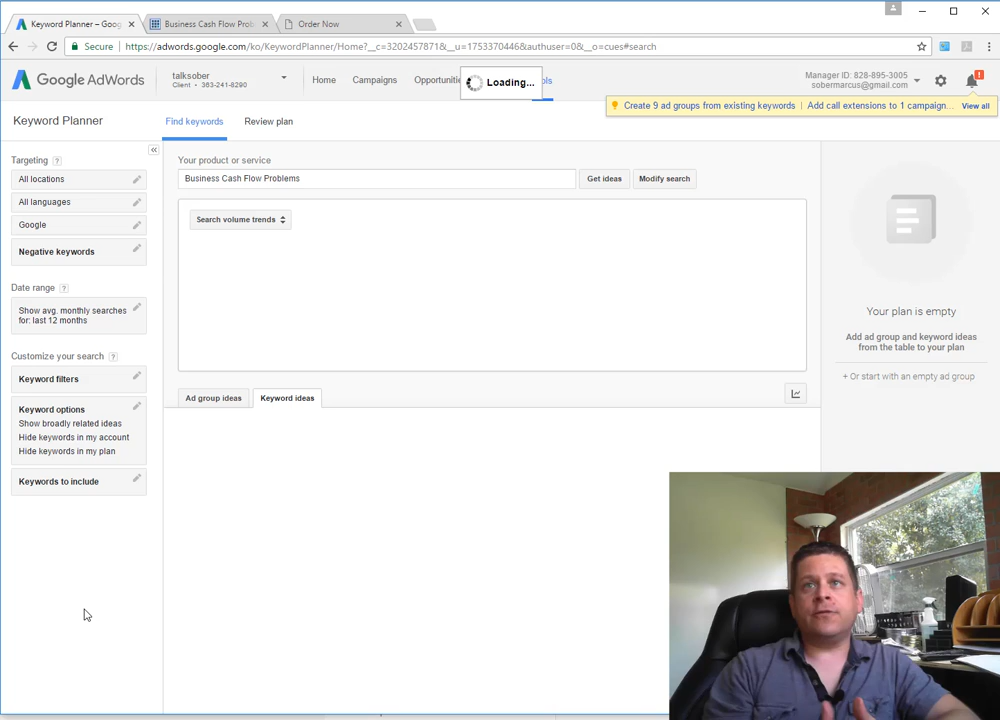 Keyword Planner – Goog
Business Cash Flow Prob
Order Now
Secure
https://adwords.google.com/ko/KeywordPlanner/Home?__c=3202457871&__u=1753370446&authuser=0&__o=cues#search
Google AdWords
talksober
Client • 363-241-8290
Home
Campaigns
Opportuniti
Loading...
ols
Manager ID: 828-895-3005
sobermarcus@gmail.com
Create 9 ad groups from existing keywords | Add call extensions to 1 campaign... View all
Keyword Planner
Find keywords
Review plan
Targeting ?
All locations
All languages
Google
Negative keywords
Date range ?
Show avg. monthly searches
for: last 12 months
Customize your search ?
Keyword filters
Keyword options
Show broadly related ideas
Hide keywords in my account
Hide keywords in my plan
Keywords to include
Your product or service
Business Cash Flow Problems
Get ideas
Modify search
Search volume trends
Ad group ideas
Keyword ideas
Your plan is empty
Add ad group and keyword ideas
from the table to your plan
+ Or start with an empty ad group